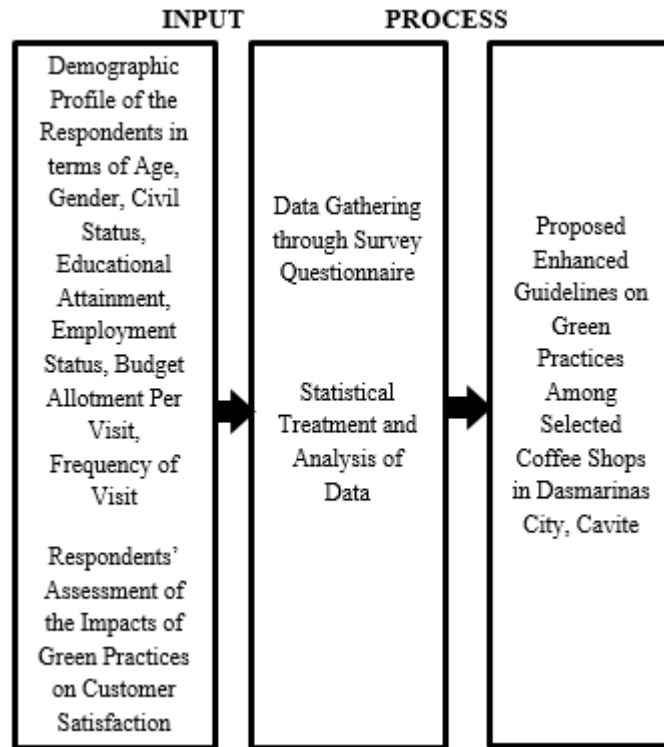 INPUT
PROCESS
Demographic
Profile of the
Respondents in
terms of Age,
Gender, Civil
Status,
Educational
Attainment,
Employment
Status, Budget
Allotment Per
Visit,
Frequency of
Visit
Respondents’
Assessment of
the Impacts of
Green Practices
on Customer
Satisfaction
Data Gathering
through Survey
Questionnaire
Statistical
Treatment and
Analysis of
Data
Proposed
Enhanced
Guidelines on
Green
Practices
Among
Selected
Coffee Shops
in Dasmarinas
City, Cavite